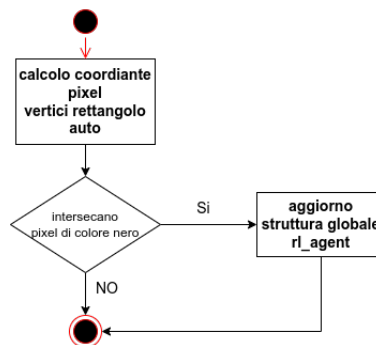 calcolo coordiante
pixel
vertici rettangolo
auto
intersecano
pixel di colore nero
Si
aggiorno
struttura globale
rl_agent
NO